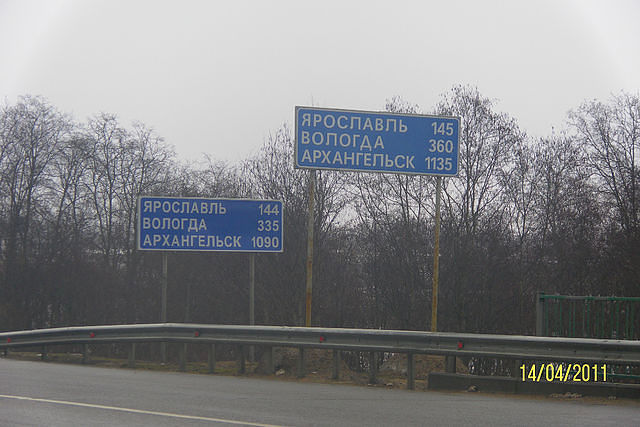 ЯРОСЛАВЛЬ 144
ВОЛОГДА 335
АРХАНГЕЛЬСК 1090
ЯРОСЛАВЛЬ 145
ВОЛОГДА 360
АРХАНГЕЛЬСК 1135
14/04/2011